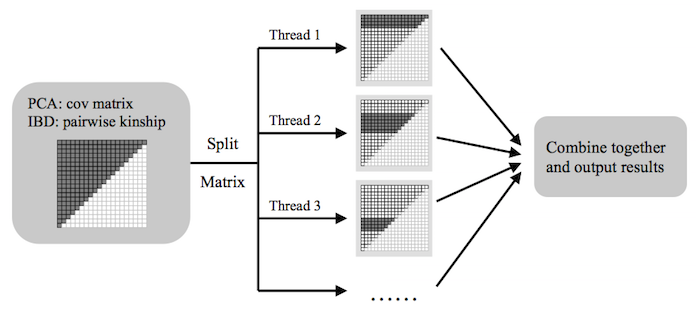 PCA: cov matrix
IBD: pairwise kinship
Split
Matrix
Thread 1
Thread 2
Thread 3
......
Combine together
and output results